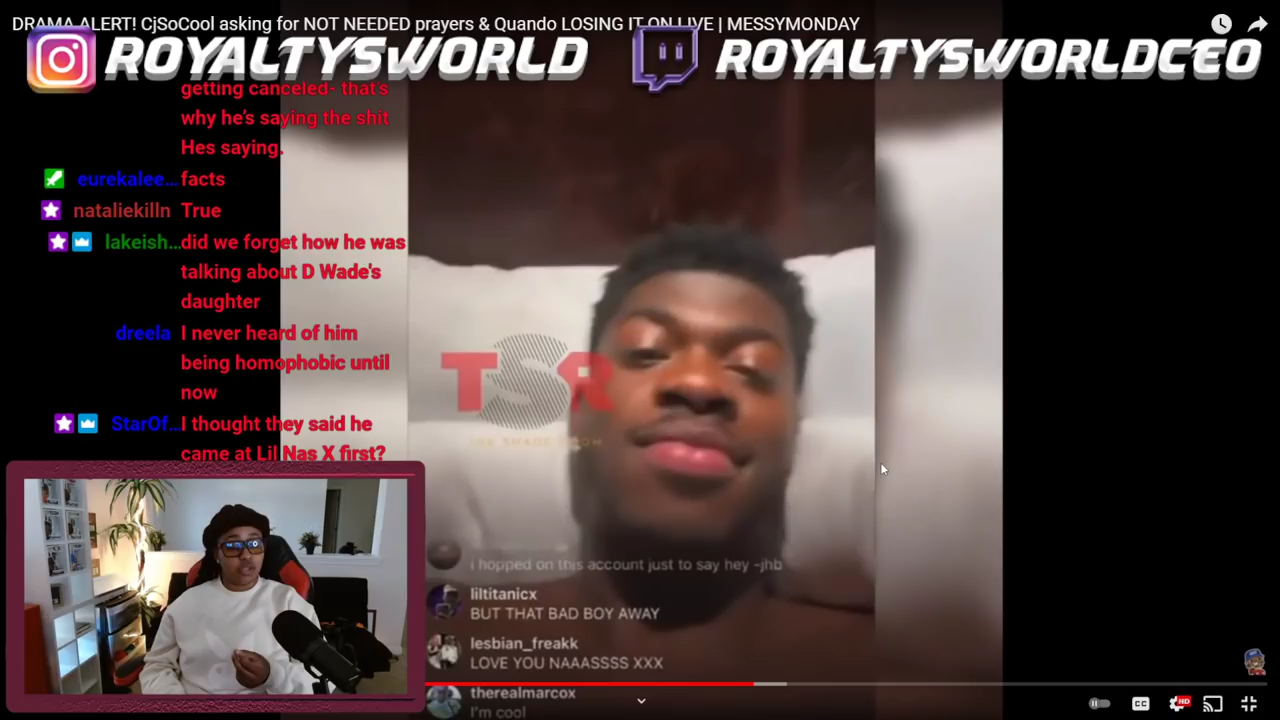 DRAMA ALERT! CjSoCool asking for NOT NEEDED prayers & Quando LOSING IT ON LIVE | MESSYMONDAY
ROYALTYSWORLD
ROYALTYSWORLDCEO
getting canceled- that's
why he's saying the shit
Hes saying.
eurekalee... facts
nataliekilln True
lakeish... did we forget how he was
talking about D Wade's
daughter
dreela I never heard of him
being homophobic until
now
StarOf... I thought they said he
came at Lil Nas X first?
TSR
i hopped on this account just to say hey -jhb
liltitanicx
BUT THAT BAD BOY AWAY
lesbian_freakk
LOVE YOU NAAASSSS XXX
therealmarcox
I'm cool
CC
HD